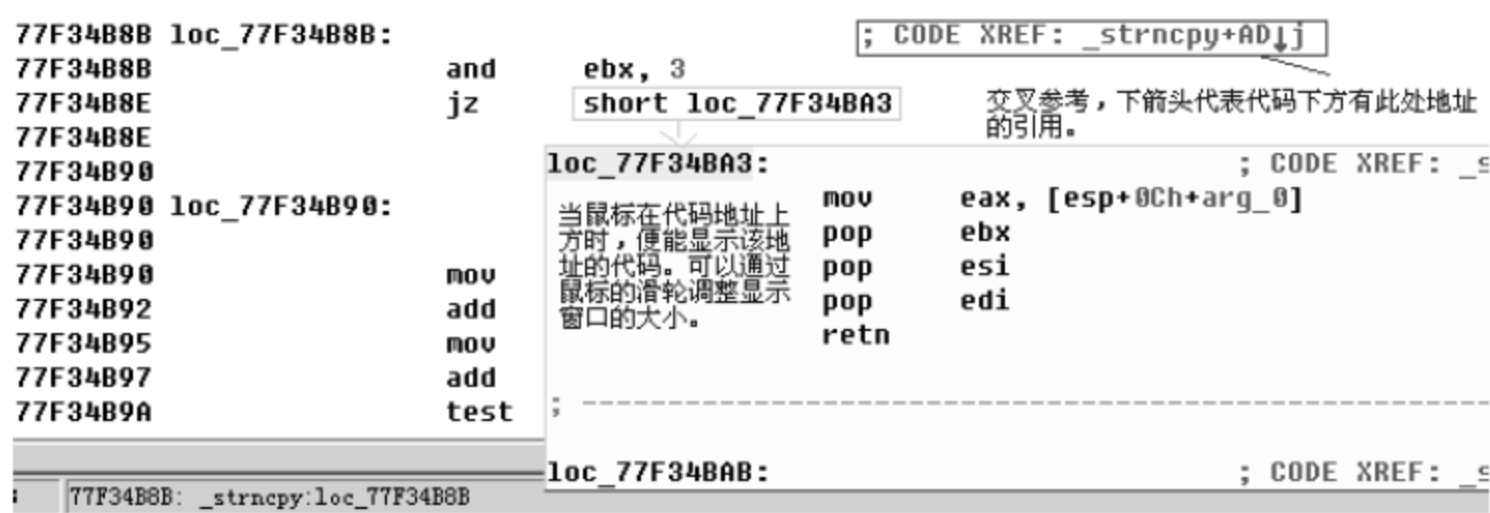 77F34B8B loc_77F34B8B: ; CODE XREF: _strncpy+AD↓j
77F34B8B and ebx, 3
77F34B8E jz short loc_77F34BA3
交叉参考，下箭头代表代码下方有此处地址
的引用。
77F34B8E
77F34B90
77F34B90 loc_77F34B90:
77F34B90
77F34B90 mov
77F34B92 add
77F34B95 mov
77F34B97 add
77F34B9A test
loc_77F34BA3: ; CODE XREF: _s
mov eax, [esp+0Ch+arg_0]
pop ebx
pop esi
pop edi
retn
当鼠标在代码地址上
方时，便能显示该地
址的代码。可以通过
鼠标的滑轮调整显示
窗口的大小。
; ------------------------------------------------------
loc_77F34BAB: ; CODE XREF: _s
77F34B8B: _strncpy:loc_77F34B8B